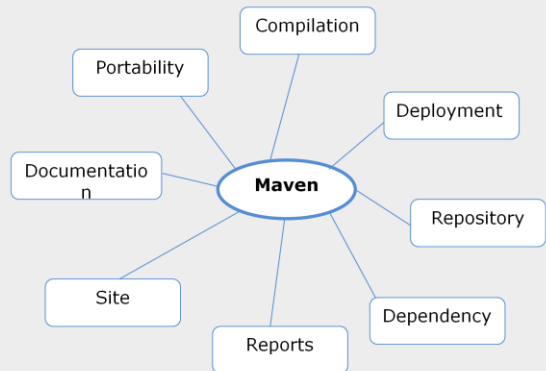 Compilation
Portability
Deployment
Documentatio
n
Maven
Repository
Site
Dependency
Reports